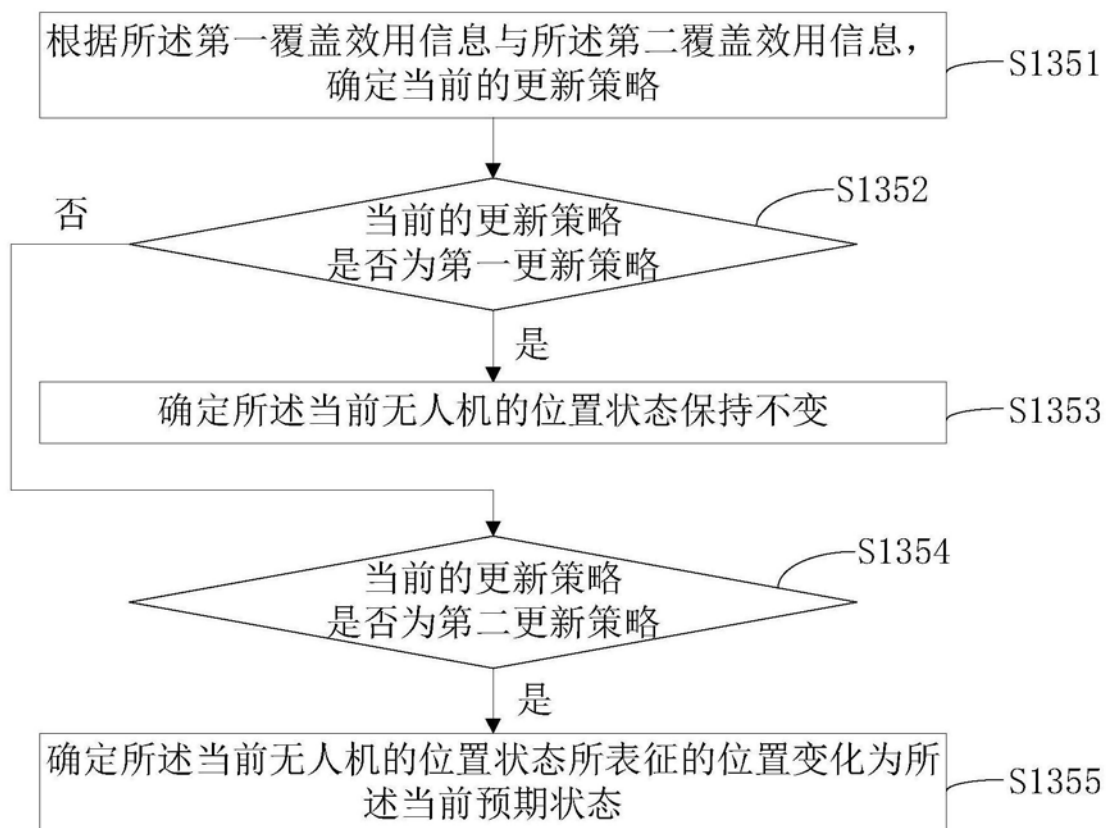 根据所述第一覆盖效用信息与所述第二覆盖效用信息，
确定当前的更新策略
S1351
S1352
否
当前的更新策略
是否为第一更新策略
是
确定所述当前无人机的位置状态保持不变
S1353
S1354
当前的更新策略
是否为第二更新策略
是
确定所述当前无人机的位置状态所表征的位置变化为所
述当前预期状态
S1355